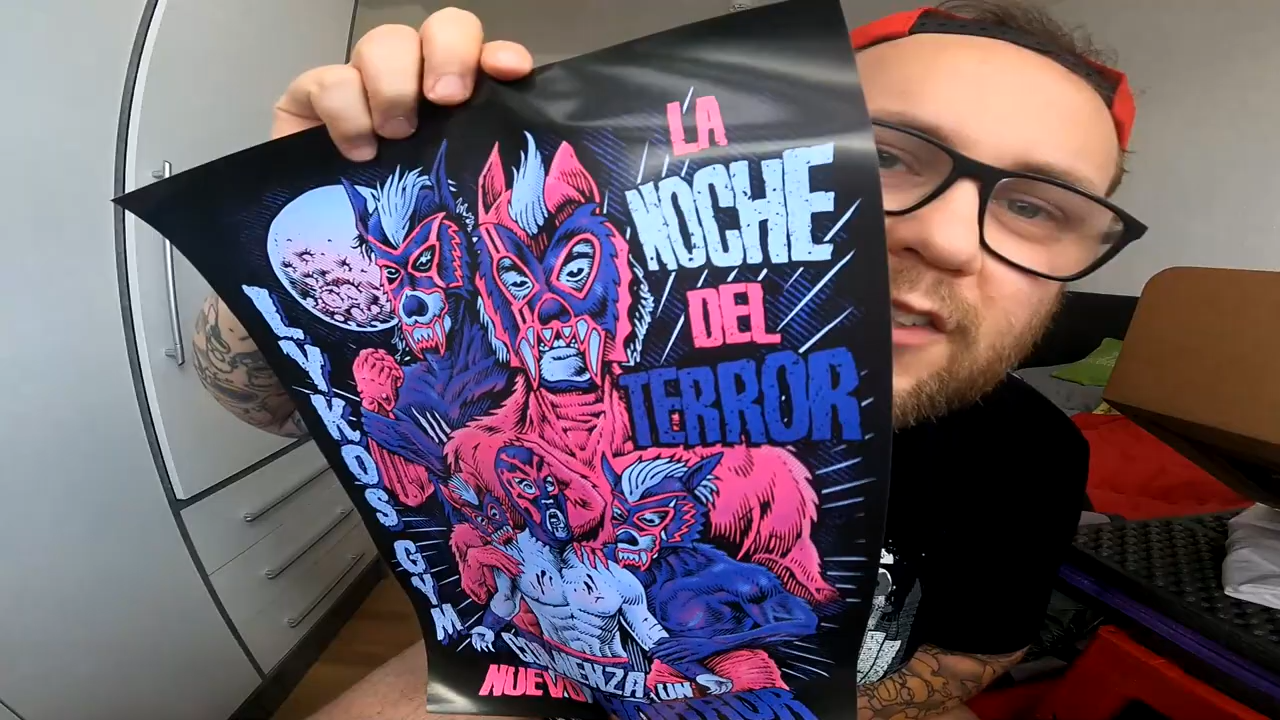 LA
NOCHE
DEL
TERROR
LYKOS GYM
COMIENZA UN
NUEVO